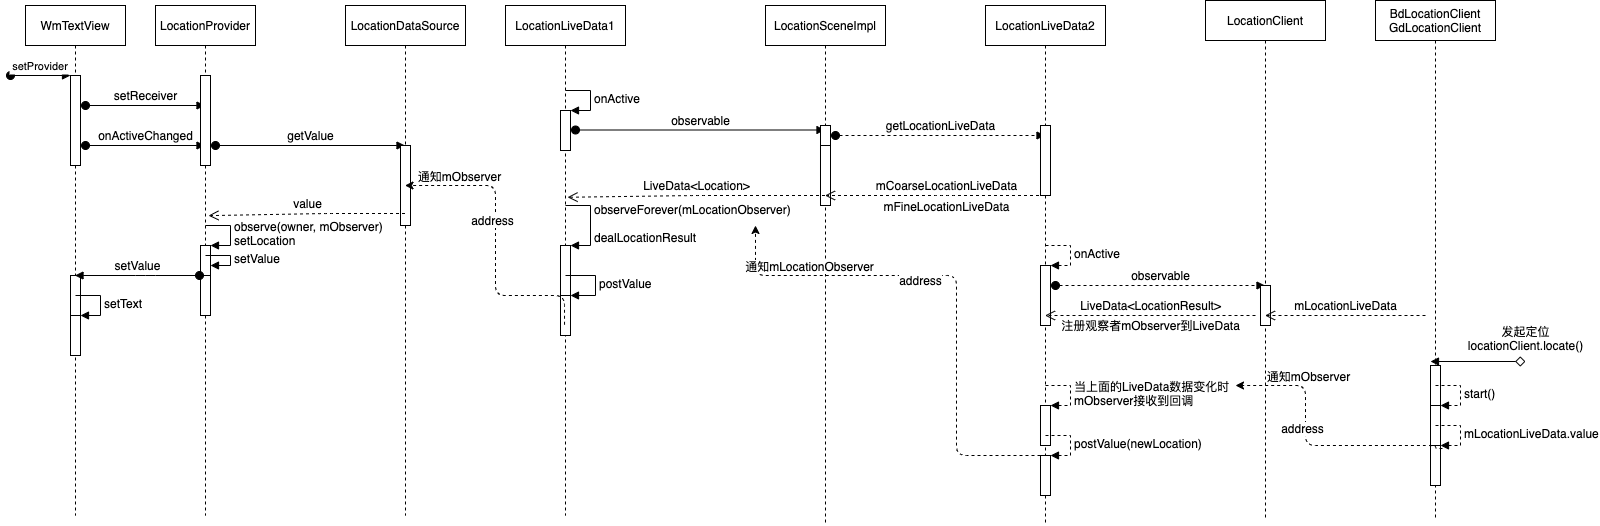 WmTextView
LocationProvider
LocationDataSource
LocationLiveData1
LocationSceneImpl
LocationLiveData2
LocationClient
BdLocationClient
GdLocationClient
setProvider
setReceiver
onActiveChanged
getValue
onActive
observable
getLocationLiveData
通知mObserver
LiveData<Location>
mCoarseLocationLiveData
mFineLocationLiveData
value
address
observeForever(mLocationObserver)
observe(owner, mObserver)
setLocation
dealLocationResult
setValue
setValue
通知mLocationObserver
address
postValue
setText
onActive
observable
LiveData<LocationResult>
mLocationLiveData
注册观察者mObserver到LiveData
发起定位
locationClient.locate()
通知mObserver
当上面的LiveData数据变化时
mObserver接收到回调
start()
address
mLocationLiveData.value
postValue(newLocation)